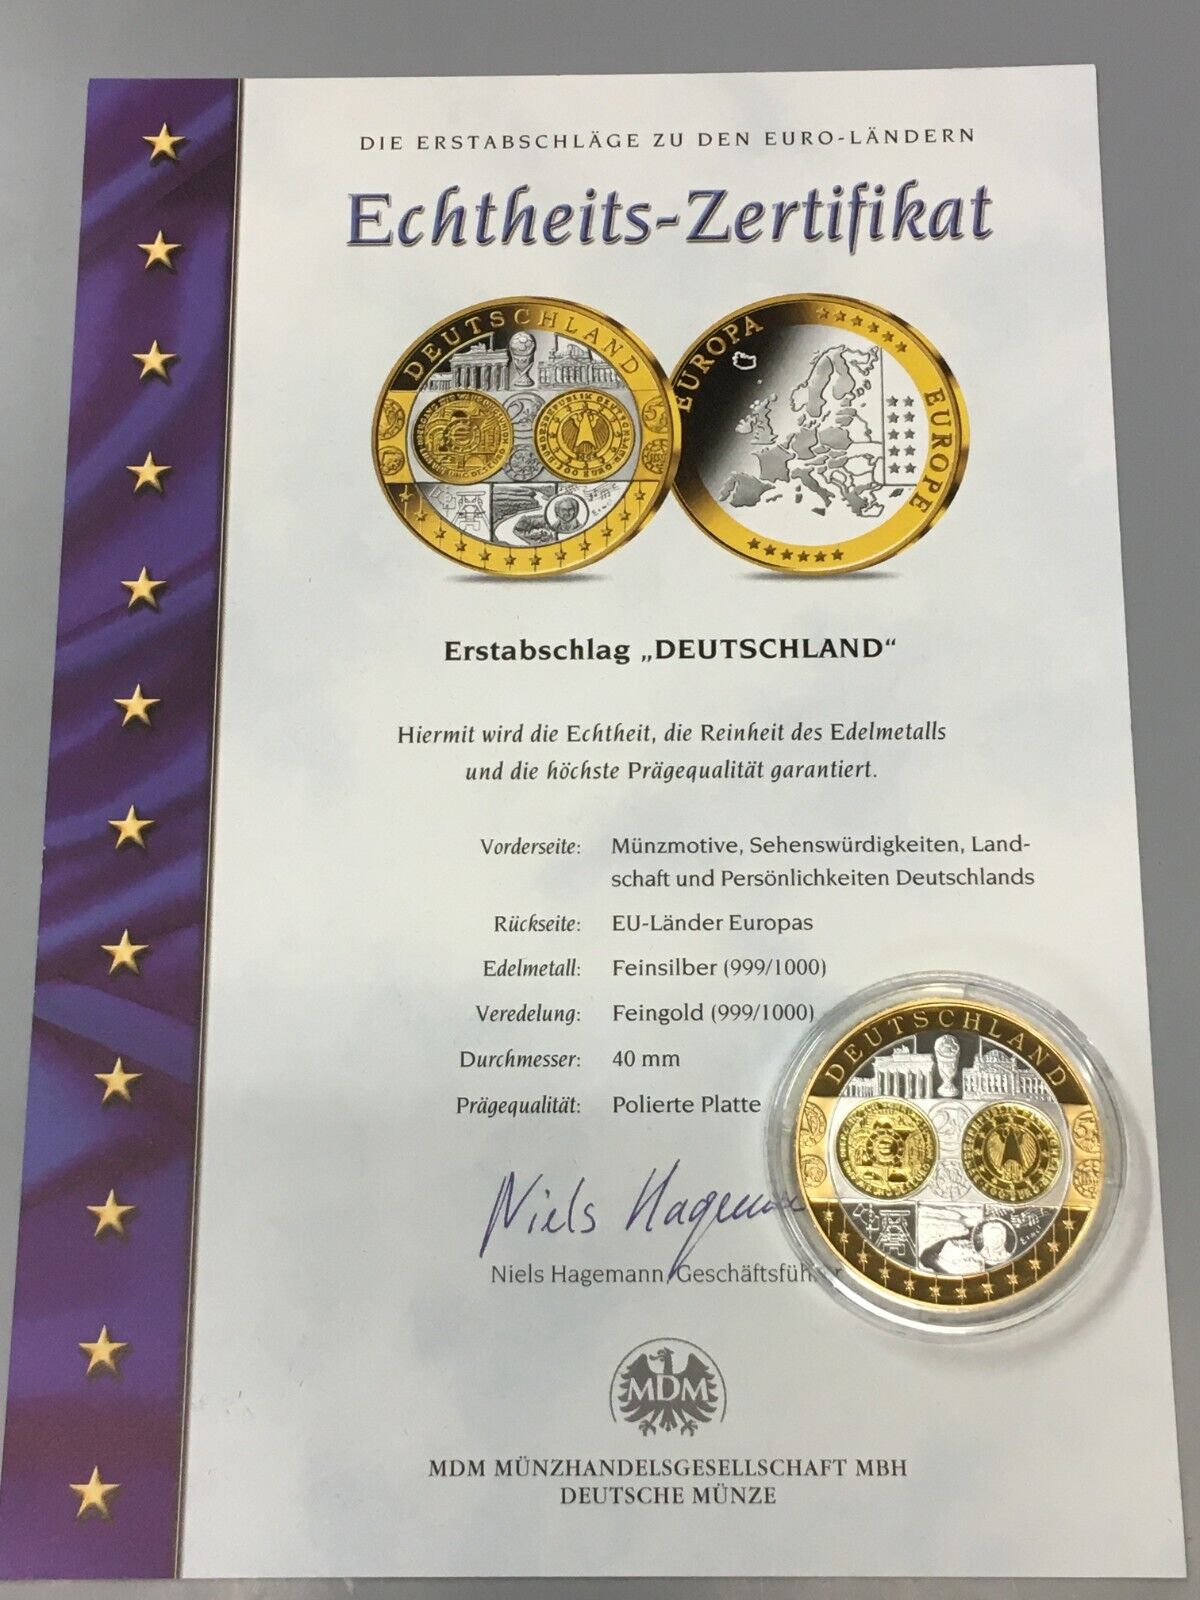 DIE ERSTABSCHLÄGE ZU DEN EURO-LÄNDERN
Echtheits-Zertifikat
DEUTSCHLAND
EUROPA
EUROPE
Erstabschlag „DEUTSCHLAND“
Hiermit wird die Echtheit, die Reinheit des Edelmetalls
und die höchste Prägequalität garantiert.
Vorderseite: Münzmotive, Sehenswürdigkeiten, Land-
schaft und Persönlichkeiten Deutschlands
Rückseite: EU-Länder Europas
Edelmetall: Feinsilber (999/1000)
Veredelung: Feingold (999/1000)
Durchmesser: 40 mm
Prägequalität: Polierte Platte
DEUTSCHLAND
Niels Hagemann
Niels Hagemann, Geschäftsführer
MDM
MDM MÜNZHANDELSGESELLSCHAFT MBH
DEUTSCHE MÜNZE